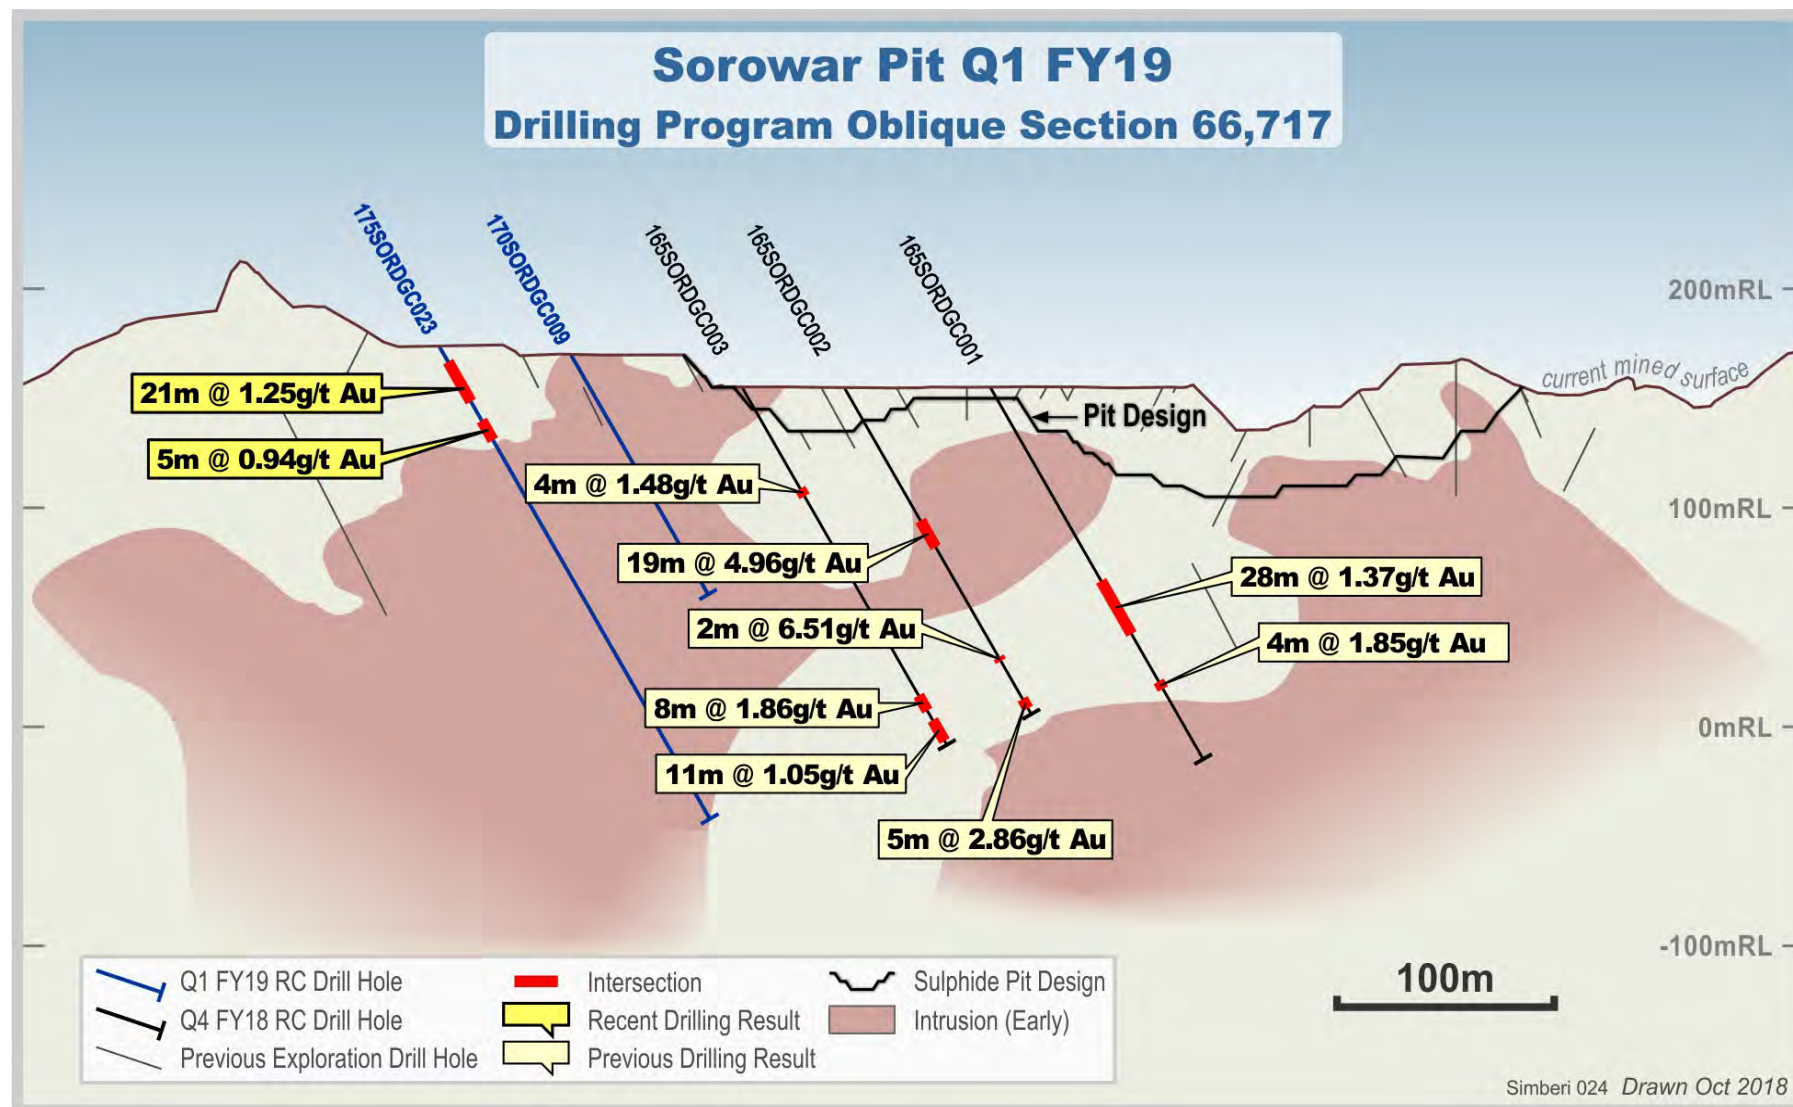 Sorowar Pit Q1 FY19
Drilling Program Oblique Section 66,717
175SORDGC023
170SORDGC009
165SORDGC003
165SORDGC002
165SORDGC001
200mRL
current mined surface
21m @ 1.25g/t Au
Pit Design
5m @ 0.94g/t Au
4m @ 1.48g/t Au
100mRL
19m @ 4.96g/t Au
28m @ 1.37g/t Au
2m @ 6.51g/t Au
4m @ 1.85g/t Au
8m @ 1.86g/t Au
0mRL
11m @ 1.05g/t Au
5m @ 2.86g/t Au
-100mRL
100m
Q1 FY19 RC Drill Hole
Intersection
Sulphide Pit Design
Q4 FY18 RC Drill Hole
Recent Drilling Result
Intrusion (Early)
Previous Exploration Drill Hole
Previous Drilling Result
Simberi 024 Drawn Oct 2018